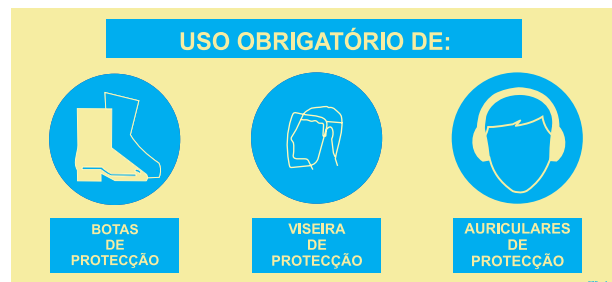 USO OBRIGATÓRIO DE:
BOTAS
DE
PROTECÇÃO
VISEIRA
DE
PROTECÇÃO
AURICULARES
DE
PROTECÇÃO